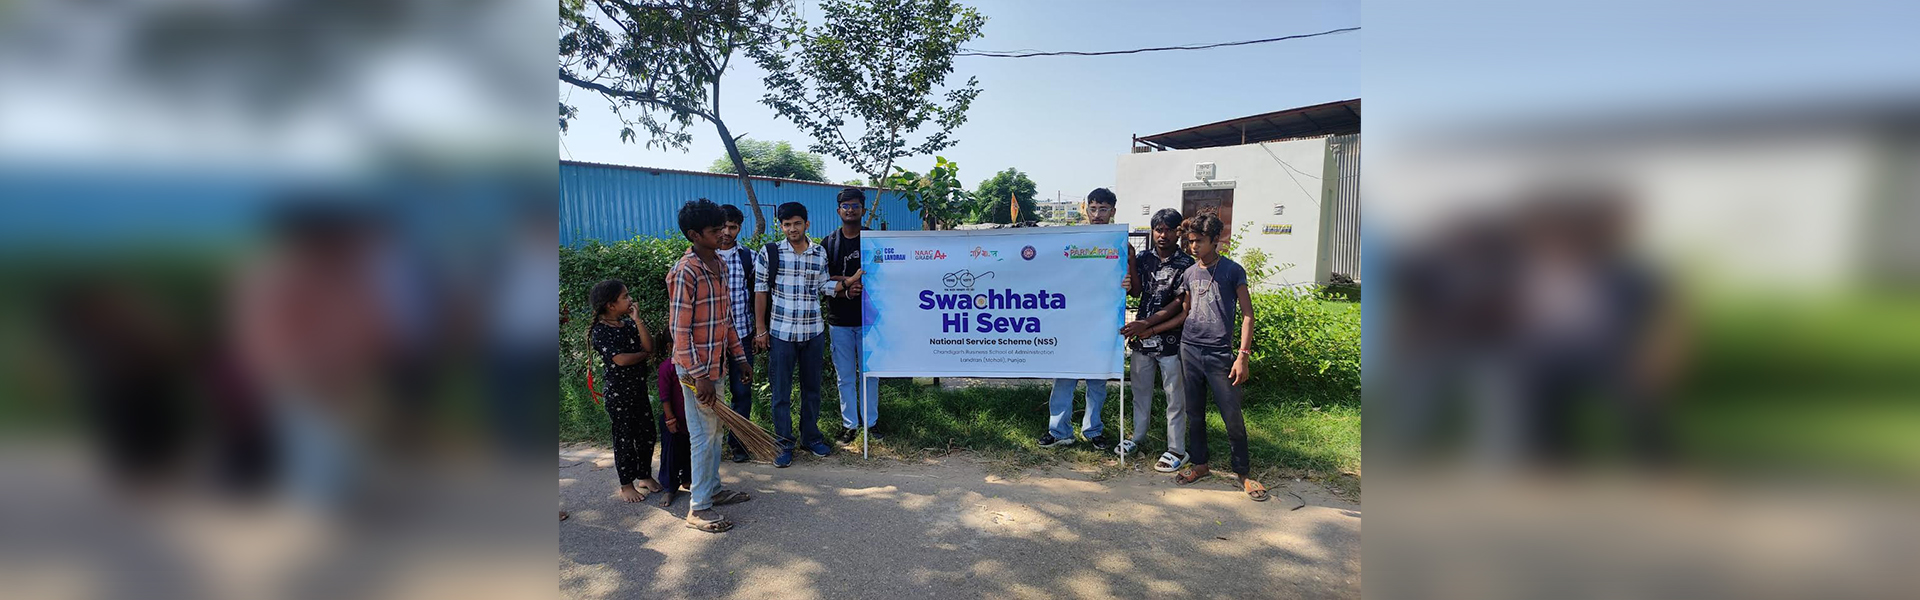 CGC
LANDRAN
NAAC
GRADE A+
PARIVARTAN
Swachhata
Hi Seva
National Service Scheme (NSS)
Chandigarh Business School of Administration
Landran (Mohali), Punjab